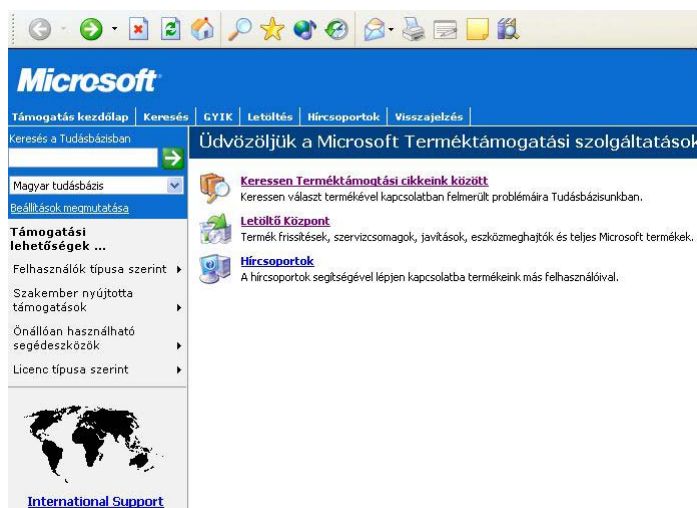 Microsoft
Támogatás kezdőlap Keresés GYIK Letöltés Hírcsoportok Visszajelzés
Keresés a Tudásbázisban
Magyar tudásbázis
Beállítások megmutatása
Támogatási
lehetőségek ...
Felhasználók típusa szerint
Szakember nyújtotta
támogatások
Önállóan használható
segédeszközök
Licenc típusa szerint
International Support
Üdvözöljük a Microsoft Terméktámogatási szolgáltatások
Keressen Terméktámogtási cikkeink között
Keressen választ termékével kapcsolatban felmerült problémáira Tudásbázisunkban.
Letöltő Központ
Termék frissítések, szervizcsomagok, javítások, eszközmeghajtók és teljes Microsoft termékek.
Hírcsoportok
A hírcsoportok segítségével lépjen kapcsolatba termékeink más felhasználóival.